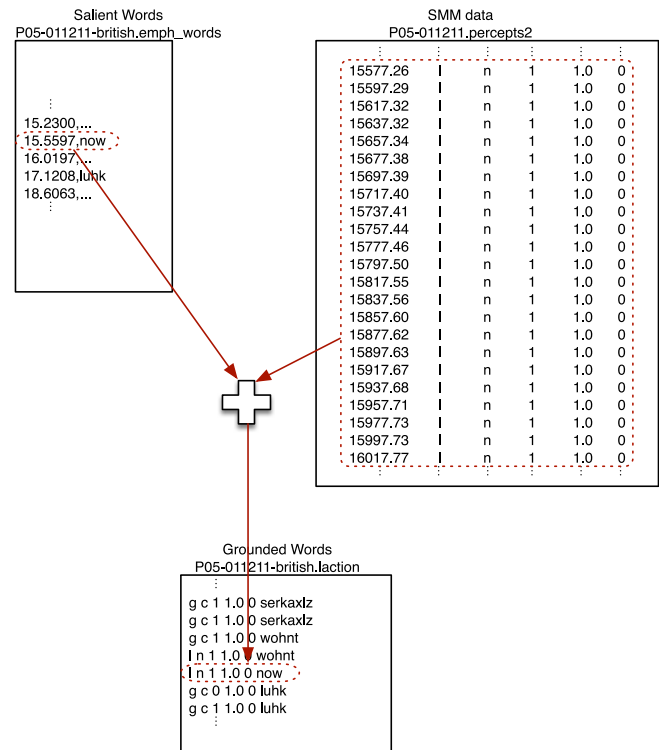 Salient Words
P05-011211-british.emph_words
⋮
15.2300,...
15.5597,now
16.0197,...
17.1208,luhk
18.6063,...
⋮
SMM data
P05-011211.percepts2
⋮ ⋮ ⋮ ⋮ ⋮ ⋮
15577.26 l n 1 1.0 0
15597.29 l n 1 1.0 0
15617.32 l n 1 1.0 0
15637.32 l n 1 1.0 0
15657.34 l n 1 1.0 0
15677.38 l n 1 1.0 0
15697.39 l n 1 1.0 0
15717.40 l n 1 1.0 0
15737.41 l n 1 1.0 0
15757.44 l n 1 1.0 0
15777.46 l n 1 1.0 0
15797.50 l n 1 1.0 0
15817.55 l n 1 1.0 0
15837.56 l n 1 1.0 0
15857.60 l n 1 1.0 0
15877.62 l n 1 1.0 0
15897.63 l n 1 1.0 0
15917.67 l n 1 1.0 0
15937.68 l n 1 1.0 0
15957.71 l n 1 1.0 0
15977.73 l n 1 1.0 0
15997.73 l n 1 1.0 0
16017.77 l n 1 1.0 0
⋮ ⋮ ⋮ ⋮ ⋮ ⋮
Grounded Words
P05-011211-british.laction
⋮
g c 1 1.0 0 serkaxlz
g c 1 1.0 0 serkaxlz
g c 1 1.0 0 wohnt
l n 1 1.0 0 wohnt
l n 1 1.0 0 now
g c 0 1.0 0 luhk
g c 1 1.0 0 luhk
⋮